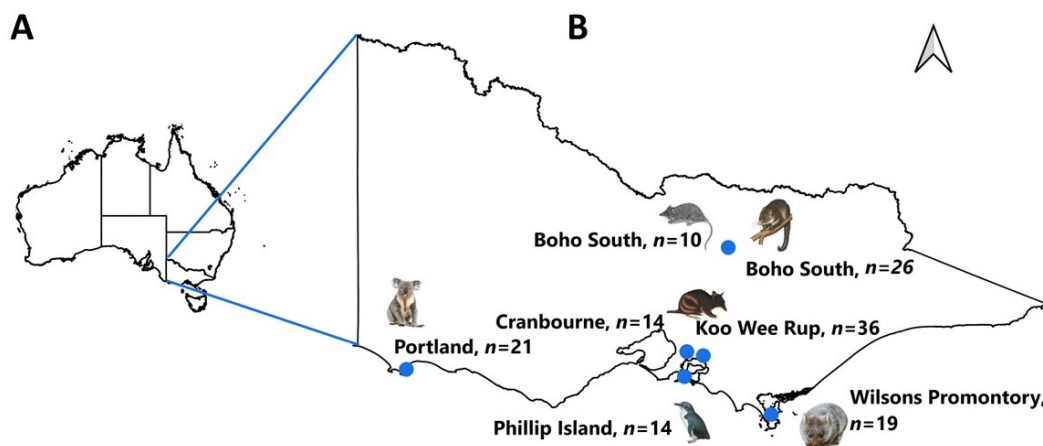 A
B
Boho South, n=10
Boho South, n=26
Cranbourne, n=14
Koo Wee Rup, n=36
Portland, n=21
Wilsons Promontory,
n=19
Phillip Island, n=14